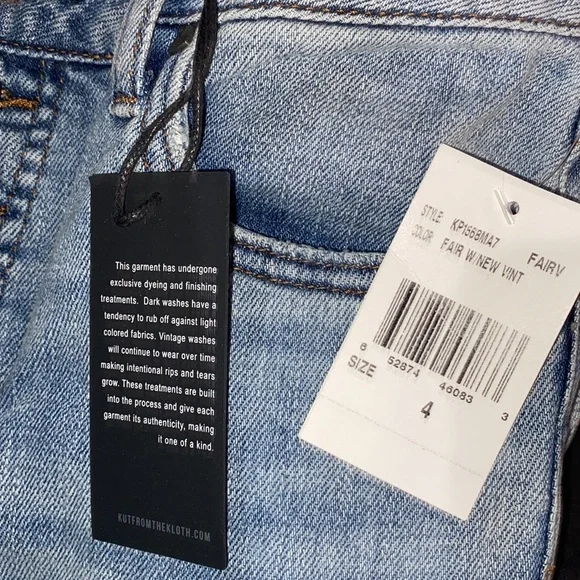 This garment has undergone
exclusive dyeing and finishing
treatments. Dark washes have a
tendency to rub off against light
colored fabrics. Vintage washes
will continue to wear over time
making intentional rips and tears
grow. These treatments are built
into the process and give each
garment its authenticity, making
it one of a kind.
KUTFROMTHEKLOTH.COM
STYLE KP1568MA7
COLOR FAIR W/NEW VINT FAIRV
6 52874 46093 3
SIZE 4